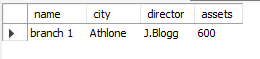 name city director assets
branch 1 Athlone J.Blogg 600